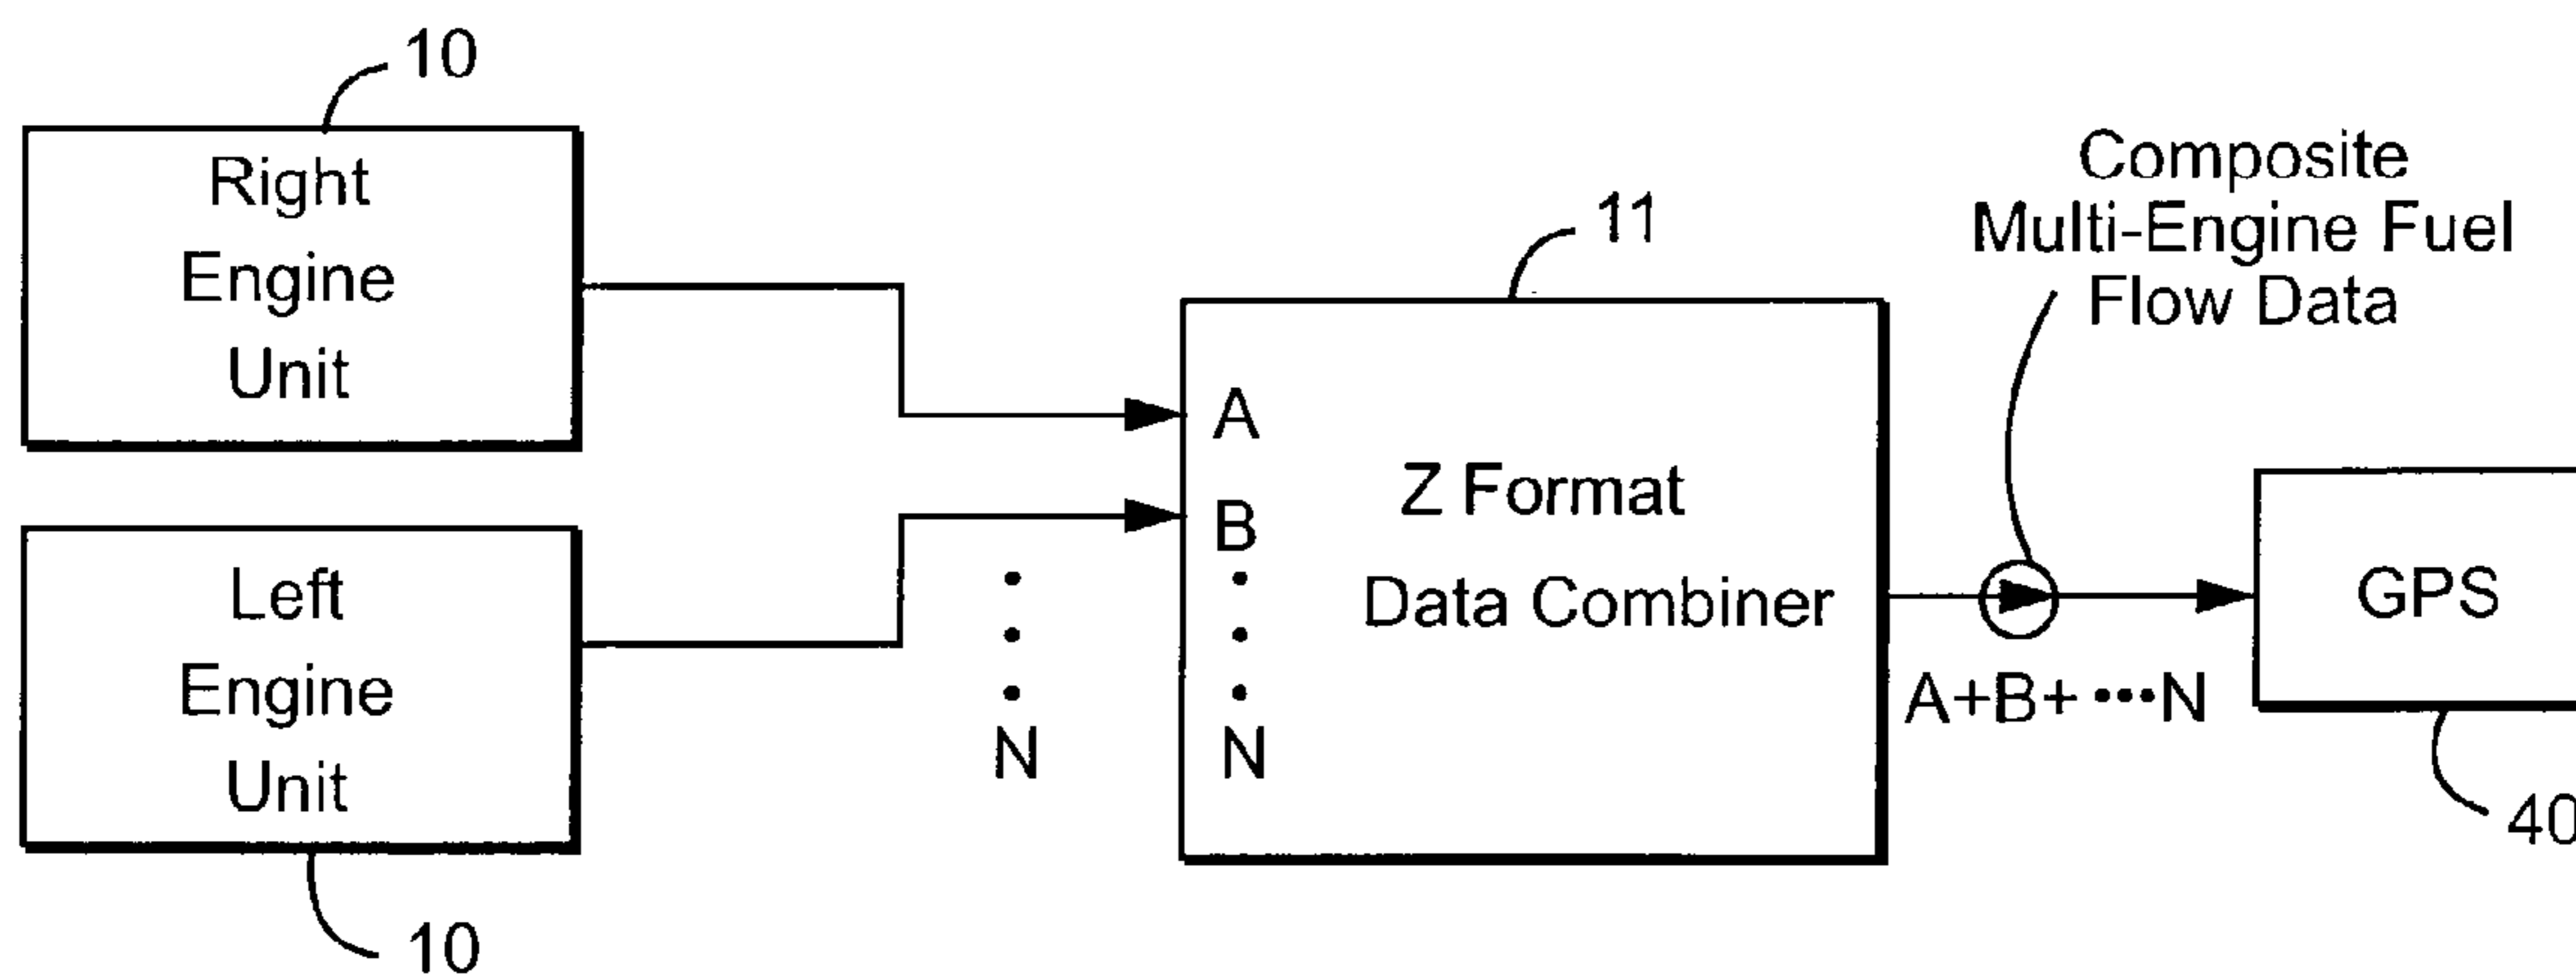 10
Right
Engine
Unit
Left
Engine
Unit
10
N
11
A
B
N
Z Format
Data Combiner
Composite
Multi-Engine Fuel
Flow Data
A+B+ •••N
GPS
40